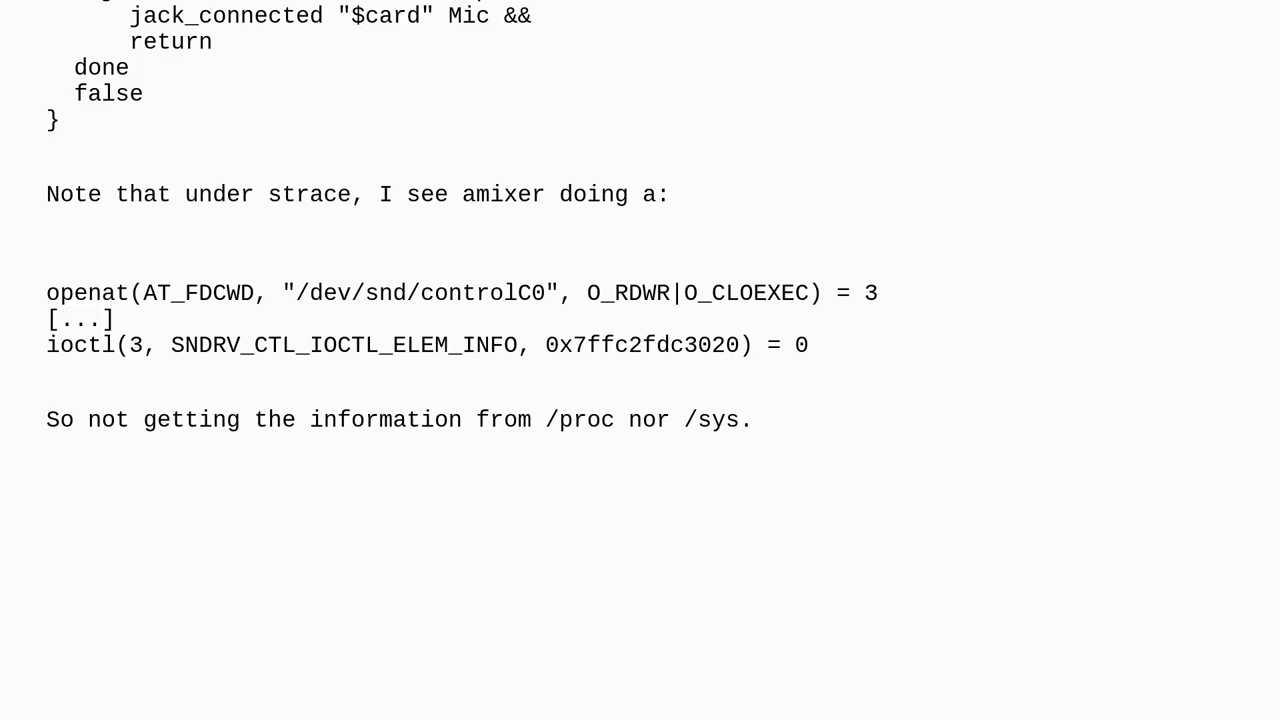 jack_connected "$card" Mic &&
return
done
false
}
Note that under strace, I see amixer doing a:
openat(AT_FDCWD, "/dev/snd/controlC0", O_RDWR|O_CLOEXEC) = 3
[...]
ioctl(3, SNDRV_CTL_IOCTL_ELEM_INFO, 0x7ffc2fdc3020) = 0
So not getting the information from /proc nor /sys.